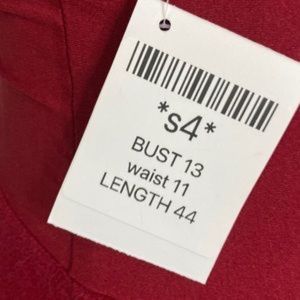 *s4*
BUST 13
waist 11
LENGTH 44